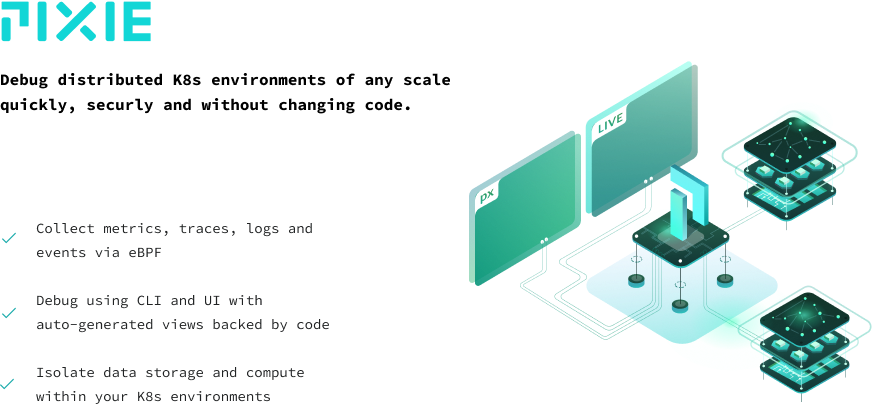 PIXIE
Debug distributed K8s environments of any scale
quickly, securly and without changing code.
LIVE
px
Collect metrics, traces, logs and
events via eBPF
Debug using CLI and UI with
auto-generated views backed by code
Isolate data storage and compute
within your K8s environments